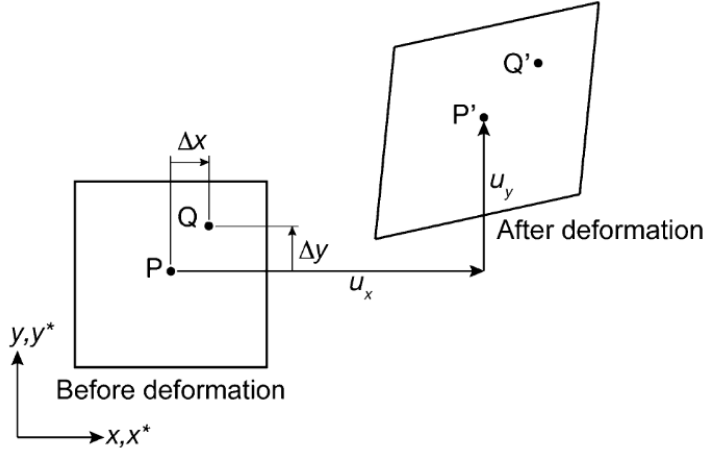 Q'
P'
Δx
u_y
Q
After deformation
P
Δy
u_x
y,y*
Before deformation
x,x*